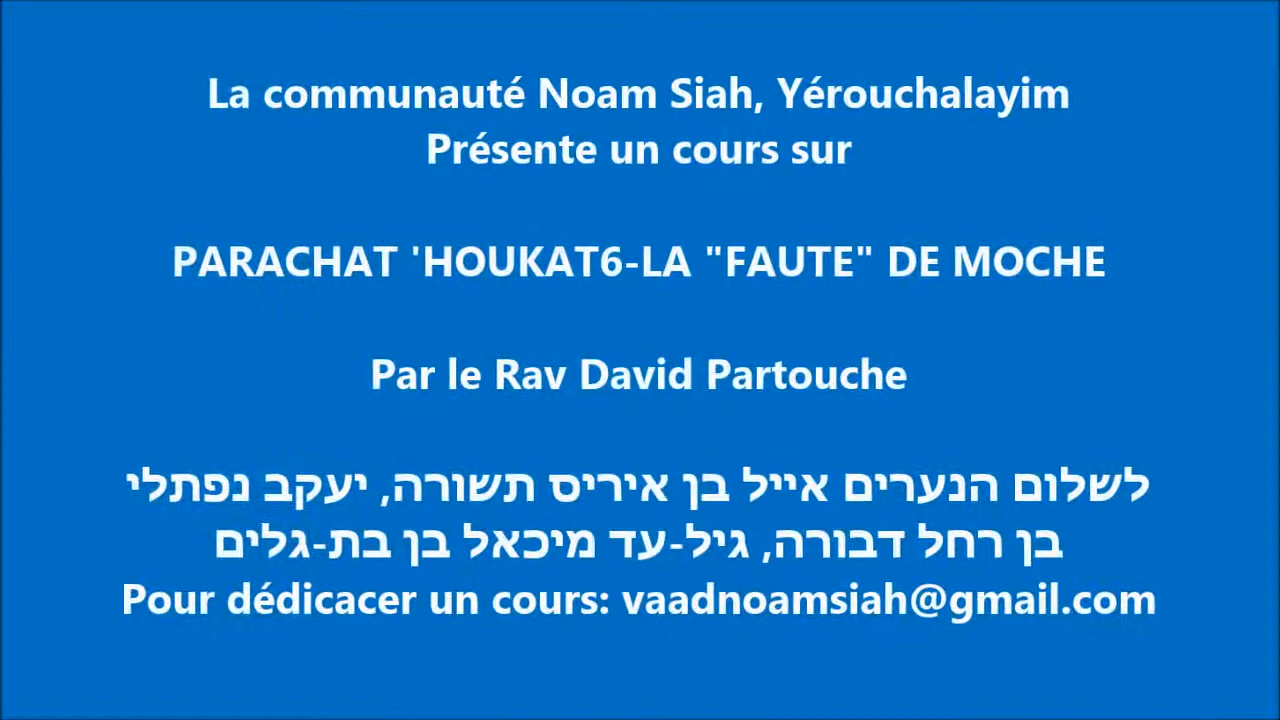 La communauté Noam Siah, Yérouchalayim
Présente un cours sur
PARACHAT 'HOUKAT6-LA "FAUTE" DE MOCHE
Par le Rav David Partouche
לשלום הנערים אייל בן איריס תשורה, יעקב נפתלי
בן רחל דבורה, גיל-עד מיכאל בן בת-גלים
Pour dédicacer un cours: vaadnoamsiah@gmail.com